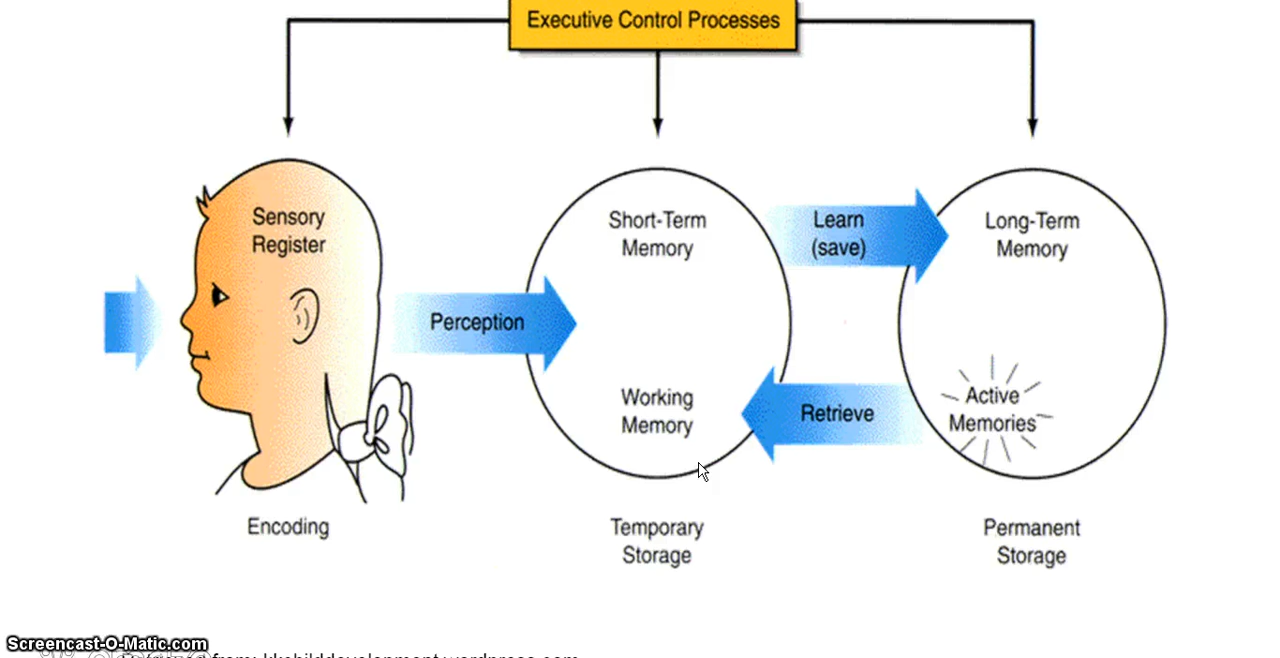 Executive Control Processes
Sensory
Register
Short-Term
Memory
Learn
(save)
Long-Term
Memory
Perception
Working
Memory
Retrieve
Active
Memories
Encoding
Temporary
Storage
Permanent
Storage
Screencast-O-Matic.com